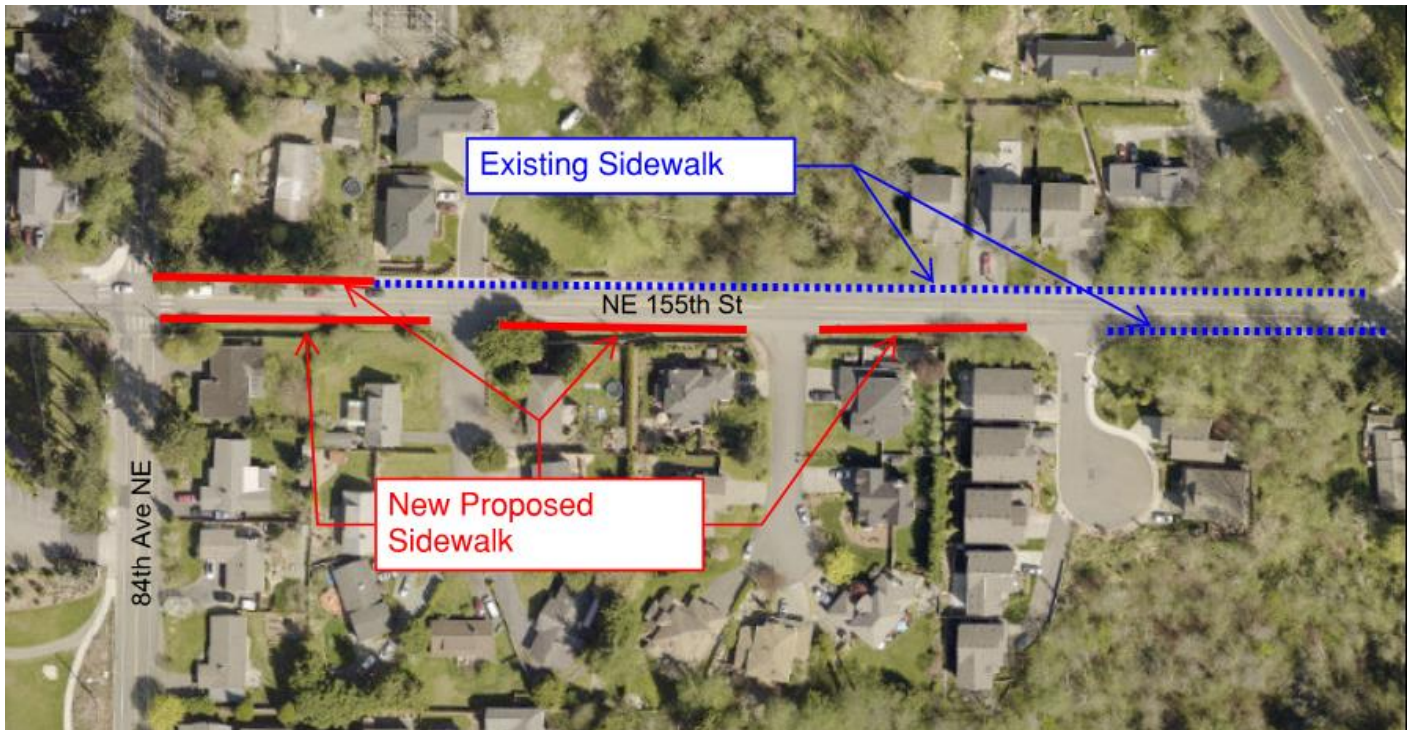 Existing Sidewalk
NE 155th St
New Proposed
Sidewalk
84th Ave NE